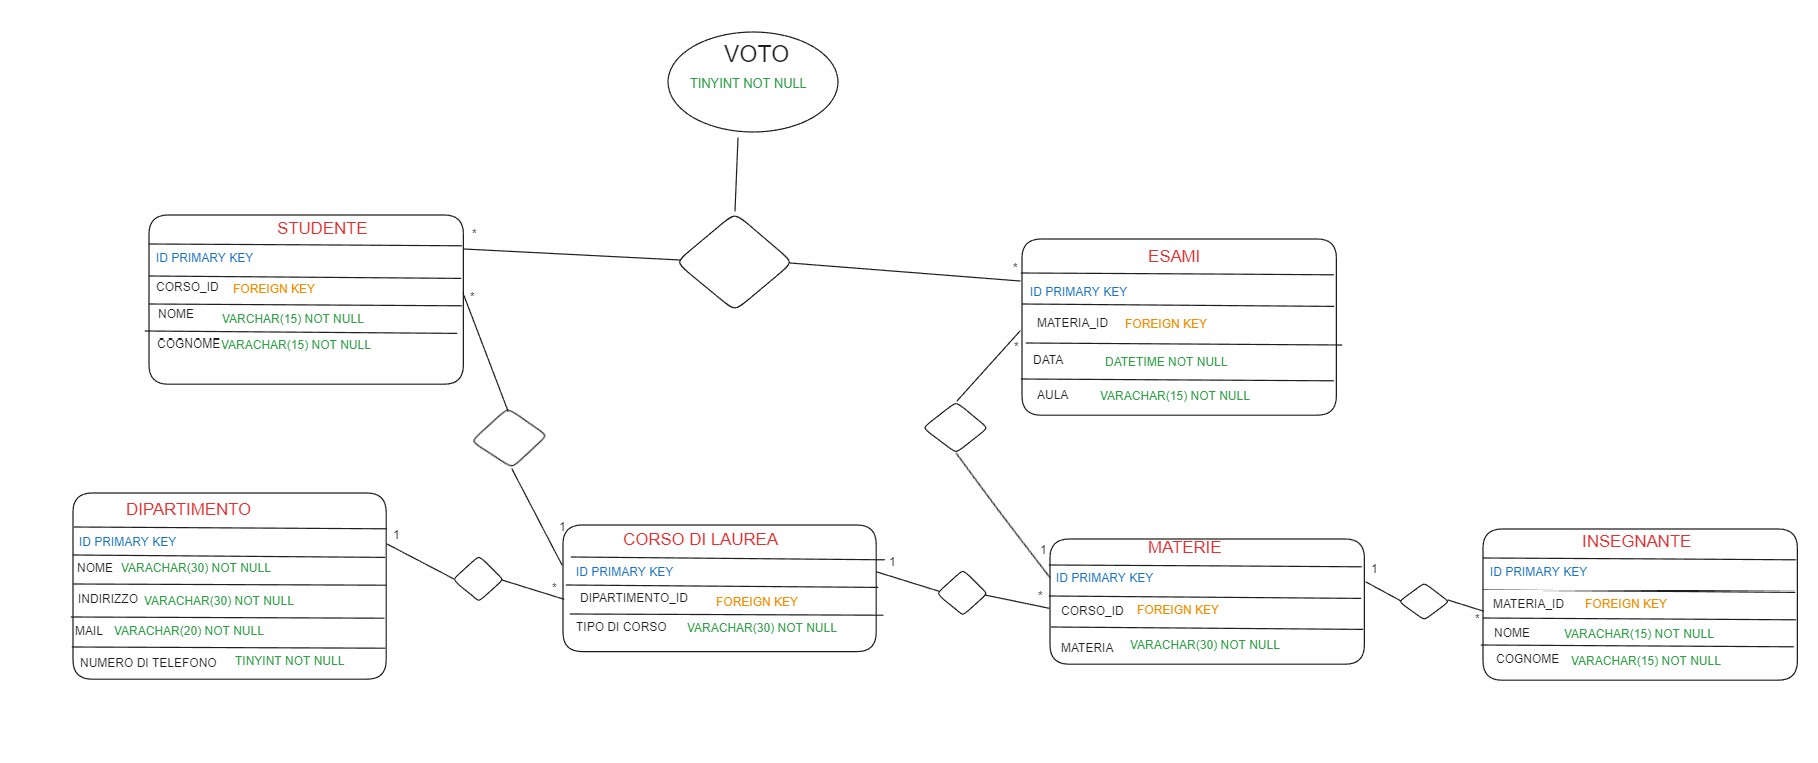 VOTO
TINYINT NOT NULL
STUDENTE
ID PRIMARY KEY
CORSO_ID FOREIGN KEY
NOME VARCHAR(15) NOT NULL
COGNOME VARACHAR(15) NOT NULL
*
*
ESAMI
ID PRIMARY KEY
MATERIA_ID FOREIGN KEY
DATA DATETIME NOT NULL
AULA VARACHAR(15) NOT NULL
*
*
DIPARTIMENTO
ID PRIMARY KEY
NOME VARACHAR(30) NOT NULL
INDIRIZZO VARACHAR(30) NOT NULL
MAIL VARACHAR(20) NOT NULL
NUMERO DI TELEFONO TINYINT NOT NULL
1
*
1
CORSO DI LAUREA
ID PRIMARY KEY
DIPARTIMENTO_ID FOREIGN KEY
TIPO DI CORSO VARACHAR(30) NOT NULL
1
*
1
MATERIE
ID PRIMARY KEY
CORSO_ID FOREIGN KEY
MATERIA VARACHAR(30) NOT NULL
1
*
INSEGNANTE
ID PRIMARY KEY
MATERIA_ID FOREIGN KEY
NOME VARACHAR(15) NOT NULL
COGNOME VARACHAR(15) NOT NULL